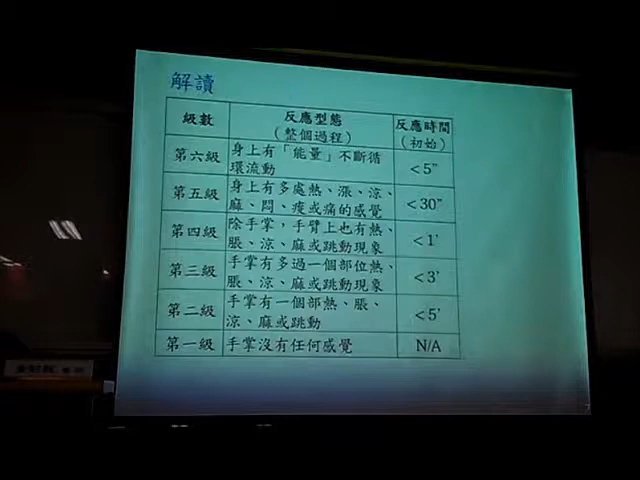 解讀
級數
反應型態
（整個過程）
反應時間
（初始）
第六級
身上有「能量」不斷循
環流動
<5”
第五級
身上有多處熱、漲、涼、
麻、悶、痠或痛的感覺
<30”
第四級
除手掌，手臂上也有熱、
脹、涼、麻或跳動現象
<1’
第三級
手掌有多過一個部位熱、
脹、涼、麻或跳動現象
<3’
第二級
手掌有一個部熱、脹、
涼、麻或跳動
<5’
第一級
手掌沒有任何感覺
N/A